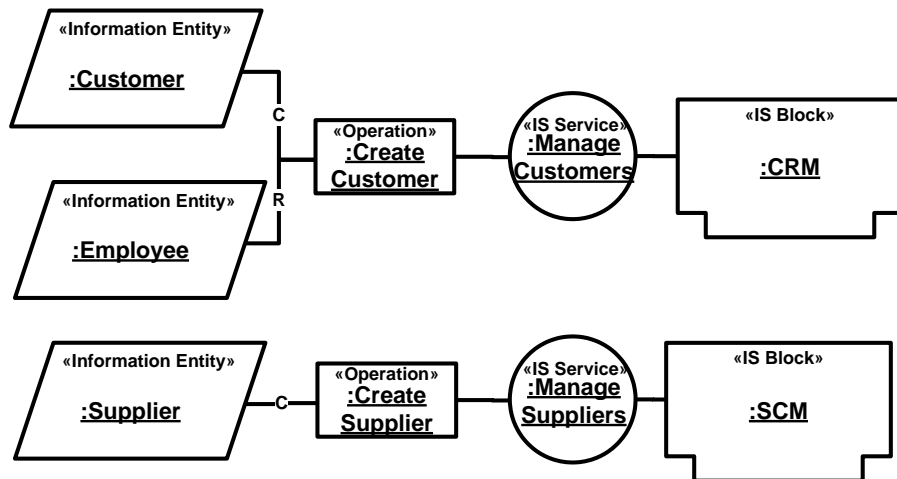 «Information Entity»
:Customer
C
«Operation»
:Create
Customer
«IS Service»
:Manage
Customers
«IS Block»
:CRM
R
«Information Entity»
:Employee
«Information Entity»
:Supplier
C
«Operation»
:Create
Supplier
«IS Service»
:Manage
Suppliers
«IS Block»
:SCM